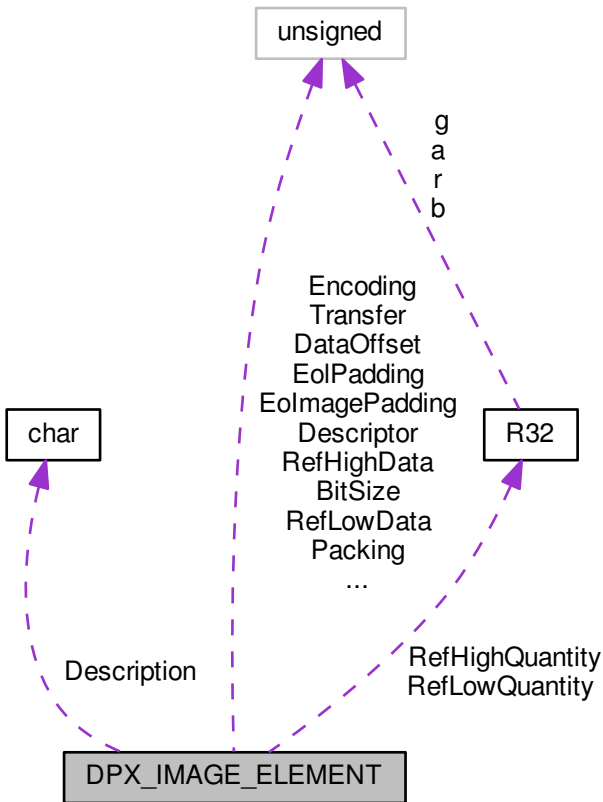 unsigned
g
a
r
b
Encoding
Transfer
DataOffset
EolPadding
EoImagePadding
Descriptor
RefHighData
BitSize
RefLowData
Packing
...
char
R32
Description
RefHighQuantity
RefLowQuantity
DPX_IMAGE_ELEMENT